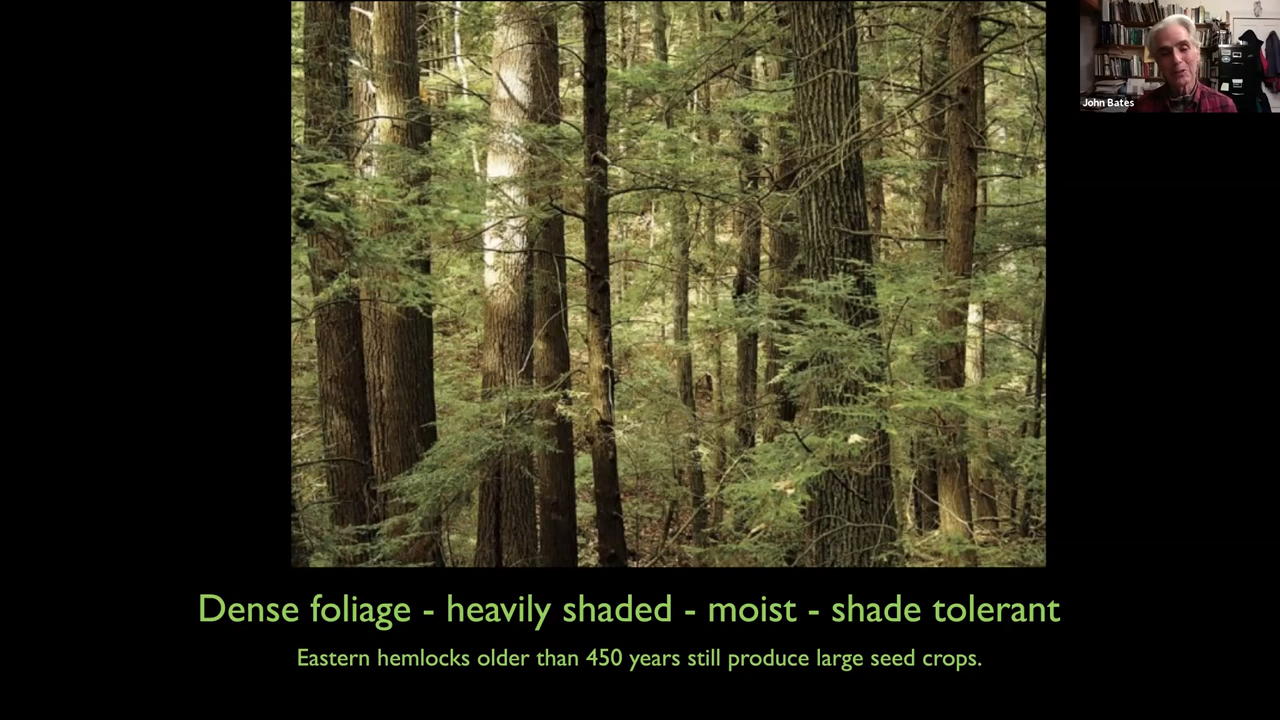 John Bates
Dense foliage - heavily shaded - moist - shade tolerant
Eastern hemlocks older than 450 years still produce large seed crops.